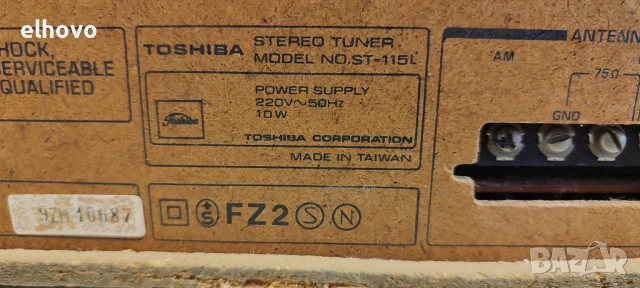 elhovo
HOCK,
SERVICEABLE
QUALIFIED
TOSHIBA STEREO TUNER
MODEL NO.ST-115L
POWER SUPPLY
220V~50Hz
10W
Toshiba
TOSHIBA CORPORATION
MADE IN TAIWAN
ANTENN
AM
75Ω
GND
9ZH 10087
S FZ2 S N
BAZAR.BG